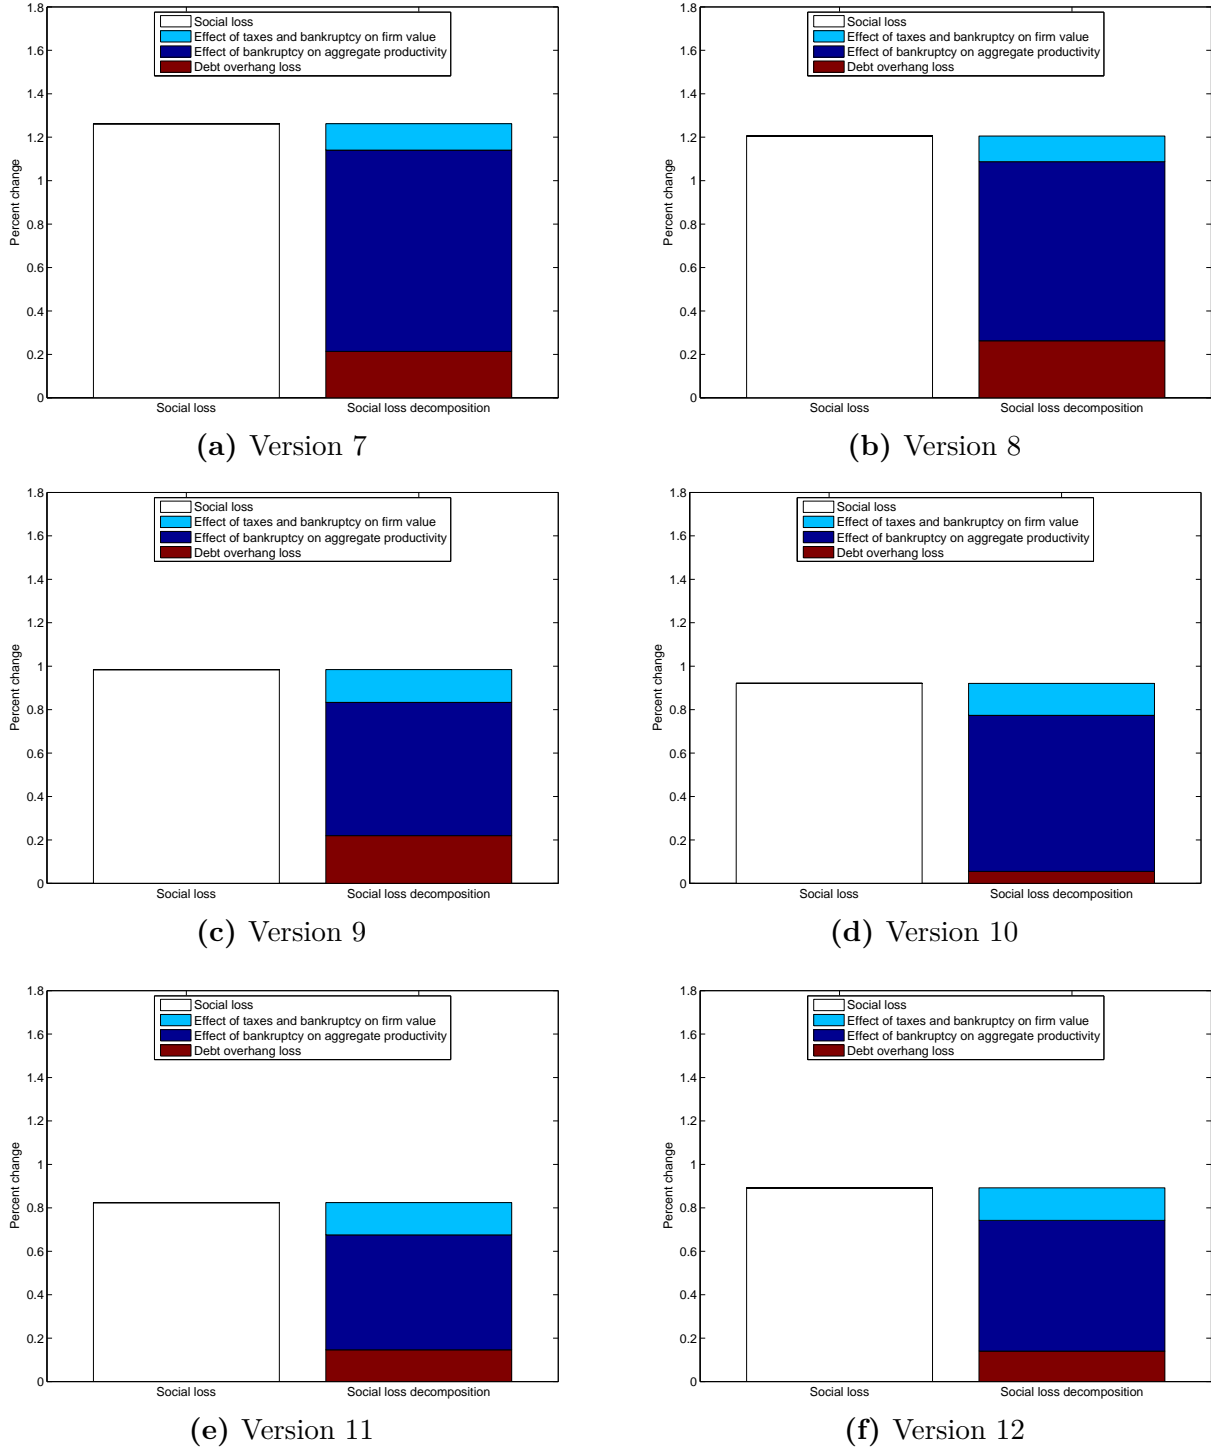 1.8
1.6
1.4
1.2
1
0.8
0.6
0.4
0.2
0
Percent change
Social loss
Effect of taxes and bankruptcy on firm value
Effect of bankruptcy on aggregate productivity
Debt overhang loss
Social loss
Social loss decomposition
(a) Version 7
1.8
1.6
1.4
1.2
1
0.8
0.6
0.4
0.2
0
Percent change
Social loss
Effect of taxes and bankruptcy on firm value
Effect of bankruptcy on aggregate productivity
Debt overhang loss
Social loss
Social loss decomposition
(b) Version 8
1.8
1.6
1.4
1.2
1
0.8
0.6
0.4
0.2
0
Percent change
Social loss
Effect of taxes and bankruptcy on firm value
Effect of bankruptcy on aggregate productivity
Debt overhang loss
Social loss
Social loss decomposition
(c) Version 9
1.8
1.6
1.4
1.2
1
0.8
0.6
0.4
0.2
0
Percent change
Social loss
Effect of taxes and bankruptcy on firm value
Effect of bankruptcy on aggregate productivity
Debt overhang loss
Social loss
Social loss decomposition
(d) Version 10
1.8
1.6
1.4
1.2
1
0.8
0.6
0.4
0.2
0
Percent change
Social loss
Effect of taxes and bankruptcy on firm value
Effect of bankruptcy on aggregate productivity
Debt overhang loss
Social loss
Social loss decomposition
(e) Version 11
1.8
1.6
1.4
1.2
1
0.8
0.6
0.4
0.2
0
Percent change
Social loss
Effect of taxes and bankruptcy on firm value
Effect of bankruptcy on aggregate productivity
Debt overhang loss
Social loss
Social loss decomposition
(f) Version 12